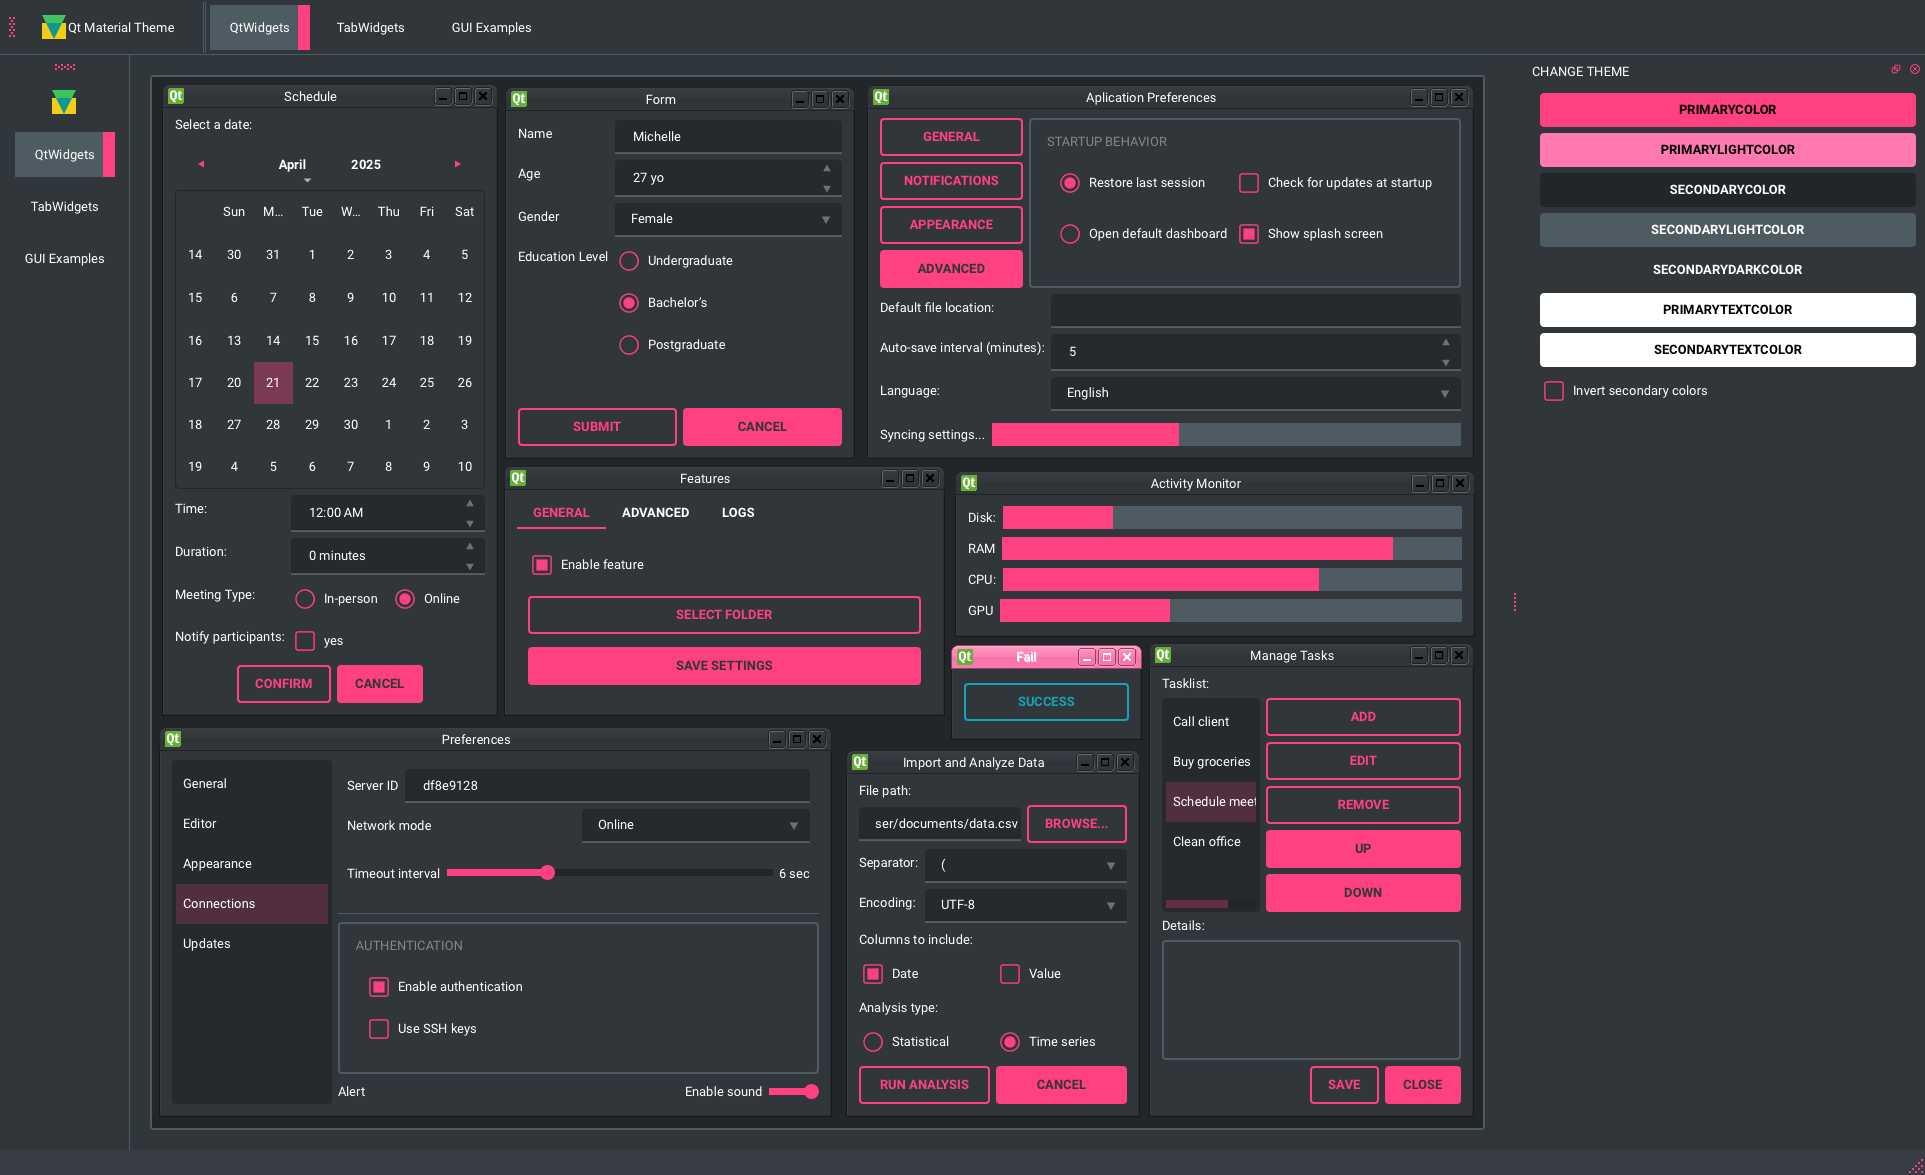 Qt Material Theme
QtWidgets
TabWidgets
GUI Examples
QtWidgets
TabWidgets
GUI Examples
Qt
Schedule
Select a date:
April 2025
Sun M... Tue W... Thu Fri Sat
14 30 31 1 2 3 4 5
15 6 7 8 9 10 11 12
16 13 14 15 16 17 18 19
17 20 21 22 23 24 25 26
18 27 28 29 30 1 2 3
19 4 5 6 7 8 9 10
Time: 12:00 AM
Duration: 0 minutes
Meeting Type: In-person Online
Notify participants: yes
CONFIRM CANCEL
Qt
Form
Name Michelle
Age 27 yo
Gender Female
Education Level Undergraduate
Bachelor's
Postgraduate
SUBMIT CANCEL
Qt
Aplication Preferences
GENERAL
NOTIFICATIONS
APPEARANCE
ADVANCED
STARTUP BEHAVIOR
Restore last session Check for updates at startup
Open default dashboard Show splash screen
Default file location:
Auto-save interval (minutes): 5
Language: English
Syncing settings...
Qt
Features
GENERAL ADVANCED LOGS
Enable feature
SELECT FOLDER
SAVE SETTINGS
Qt
Activity Monitor
Disk:
RAM
CPU:
GPU
Qt
Fail
SUCCESS
Qt
Manage Tasks
Tasklist:
Call client
Buy groceries
Schedule meet
Clean office
ADD
EDIT
REMOVE
UP
DOWN
Details:
SAVE CLOSE
Qt
Preferences
General
Editor
Appearance
Connections
Updates
Server ID df8e9128
Network mode Online
Timeout interval 6 sec
AUTHENTICATION
Enable authentication
Use SSH keys
Alert Enable sound
Qt
Import and Analyze Data
File path:
ser/documents/data.csv BROWSE...
Separator: (
Encoding: UTF-8
Columns to include:
Date Value
Analysis type:
Statistical Time series
RUN ANALYSIS CANCEL
CHANGE THEME
PRIMARYCOLOR
PRIMARYLIGHTCOLOR
SECONDARYCOLOR
SECONDARYLIGHTCOLOR
SECONDARYDARKCOLOR
PRIMARYTEXTCOLOR
SECONDARYTEXTCOLOR
Invert secondary colors